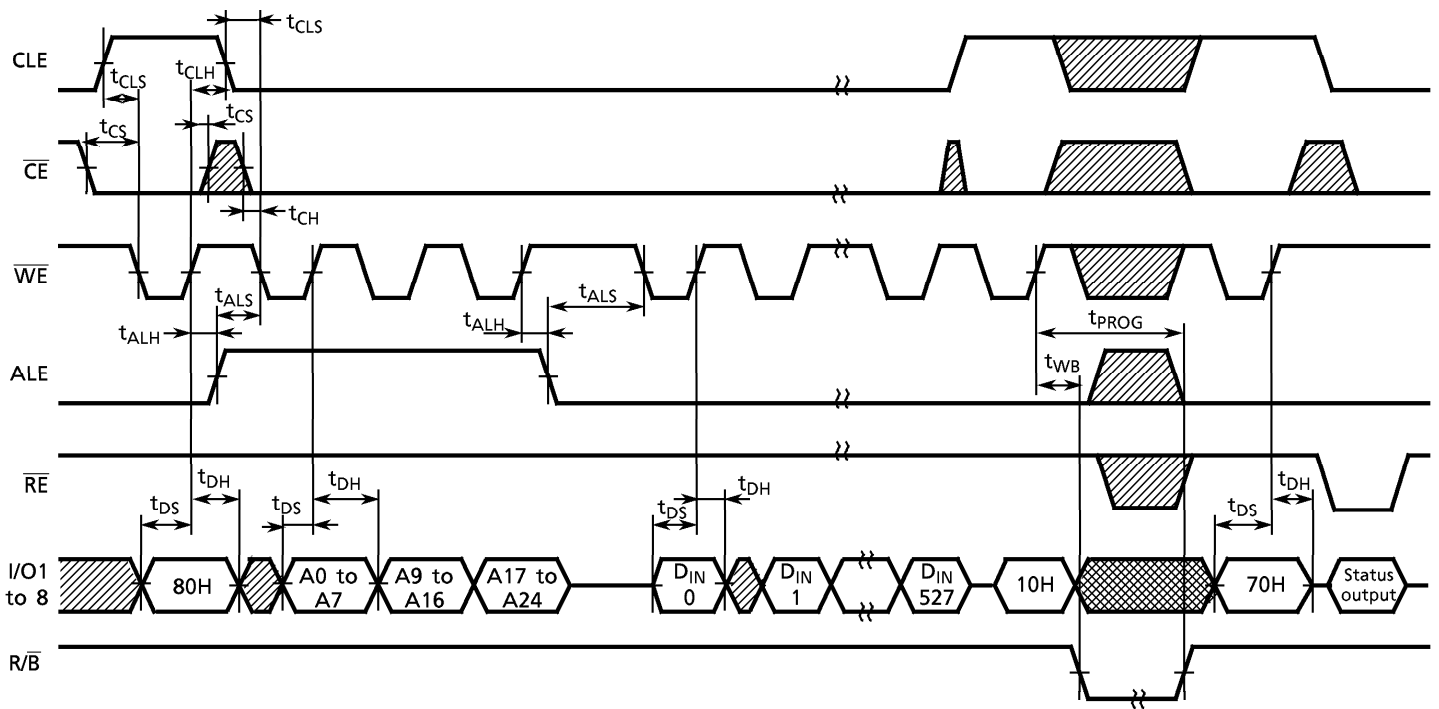 tCLS
CLE
tCLS
tCLH
tCS
tCS
CE
tCH
WE
tALS
tALH
tALH
tALS
tPROG
tWB
ALE
RE
tDS
tDH
tDS
tDH
tDS
tDH
tDS
tDH
I/O1
to 8
80H
A0 to
A7
A9 to
A16
A17 to
A24
DIN
0
DIN
1
DIN
527
10H
70H
Status
output
R/B